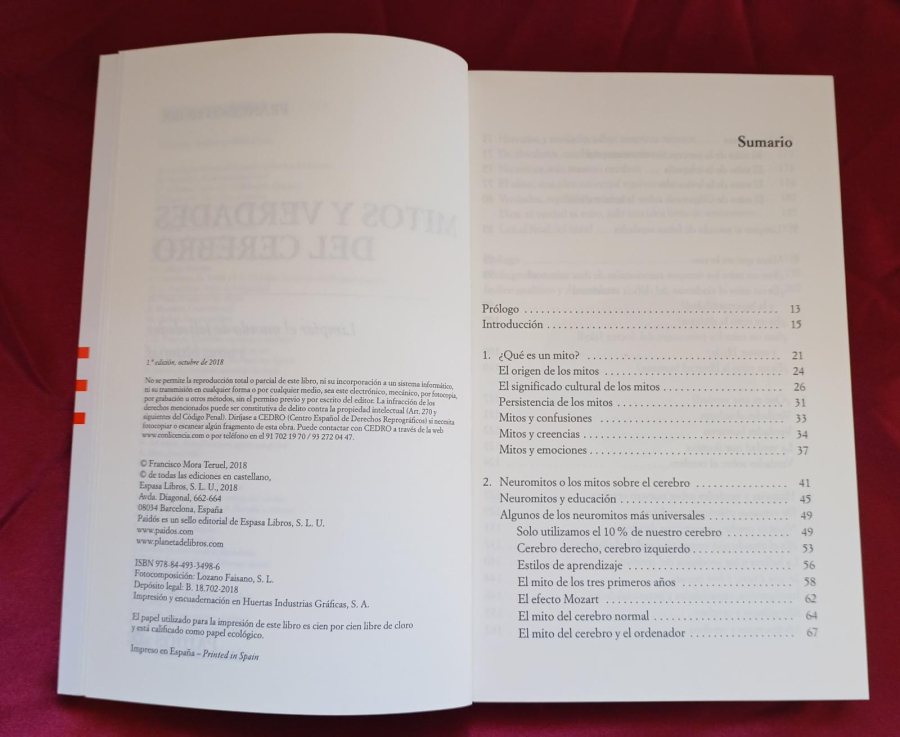 1.ª edición, octubre de 2018
No se permite la reproducción total o parcial de este libro, ni su incorporación a un sistema informático,
ni su transmisión en cualquier forma o por cualquier medio, sea este electrónico, mecánico, por fotocopia,
por grabación u otros métodos, sin el permiso previo y por escrito del editor. La infracción de los
derechos mencionados puede ser constitutiva de delito contra la propiedad intelectual (Art. 270 y
siguientes del Código Penal). Diríjase a CEDRO (Centro Español de Derechos Reprográficos) si necesita
fotocopiar o escanear algún fragmento de esta obra. Puede contactar con CEDRO a través de la web
www.conlicencia.com o por teléfono en el 91 702 19 70 / 93 272 04 47.
© Francisco Mora Teruel, 2018
© de todas las ediciones en castellano,
Espasa Libros, S. L. U., 2018
Avda. Diagonal, 662-664
08034 Barcelona, España
Paidós es un sello editorial de Espasa Libros, S. L. U.
www.paidos.com
www.planetadelibros.com
ISBN 978-84-493-3498-6
Fotocomposición: Lozano Faisano, S. L.
Depósito legal: B. 18.702-2018
Impresión y encuadernación en Huertas Industrias Gráficas, S. A.
El papel utilizado para la impresión de este libro es cien por cien libre de cloro
y está calificado como papel ecológico.
Impreso en España – Printed in Spain
Sumario
Prólogo 13
Introducción 15
1. ¿Qué es un mito? 21
El origen de los mitos 24
El significado cultural de los mitos 26
Persistencia de los mitos 31
Mitos y confusiones 33
Mitos y creencias 34
Mitos y emociones 37
2. Neuromitos o los mitos sobre el cerebro 41
Neuromitos y educación 45
Algunos de los neuromitos más universales 49
Solo utilizamos el 10 % de nuestro cerebro 49
Cerebro derecho, cerebro izquierdo 53
Estilos de aprendizaje 56
El mito de los tres primeros años 58
El efecto Mozart 62
El mito del cerebro normal 64
El mito del cerebro y el ordenador 67